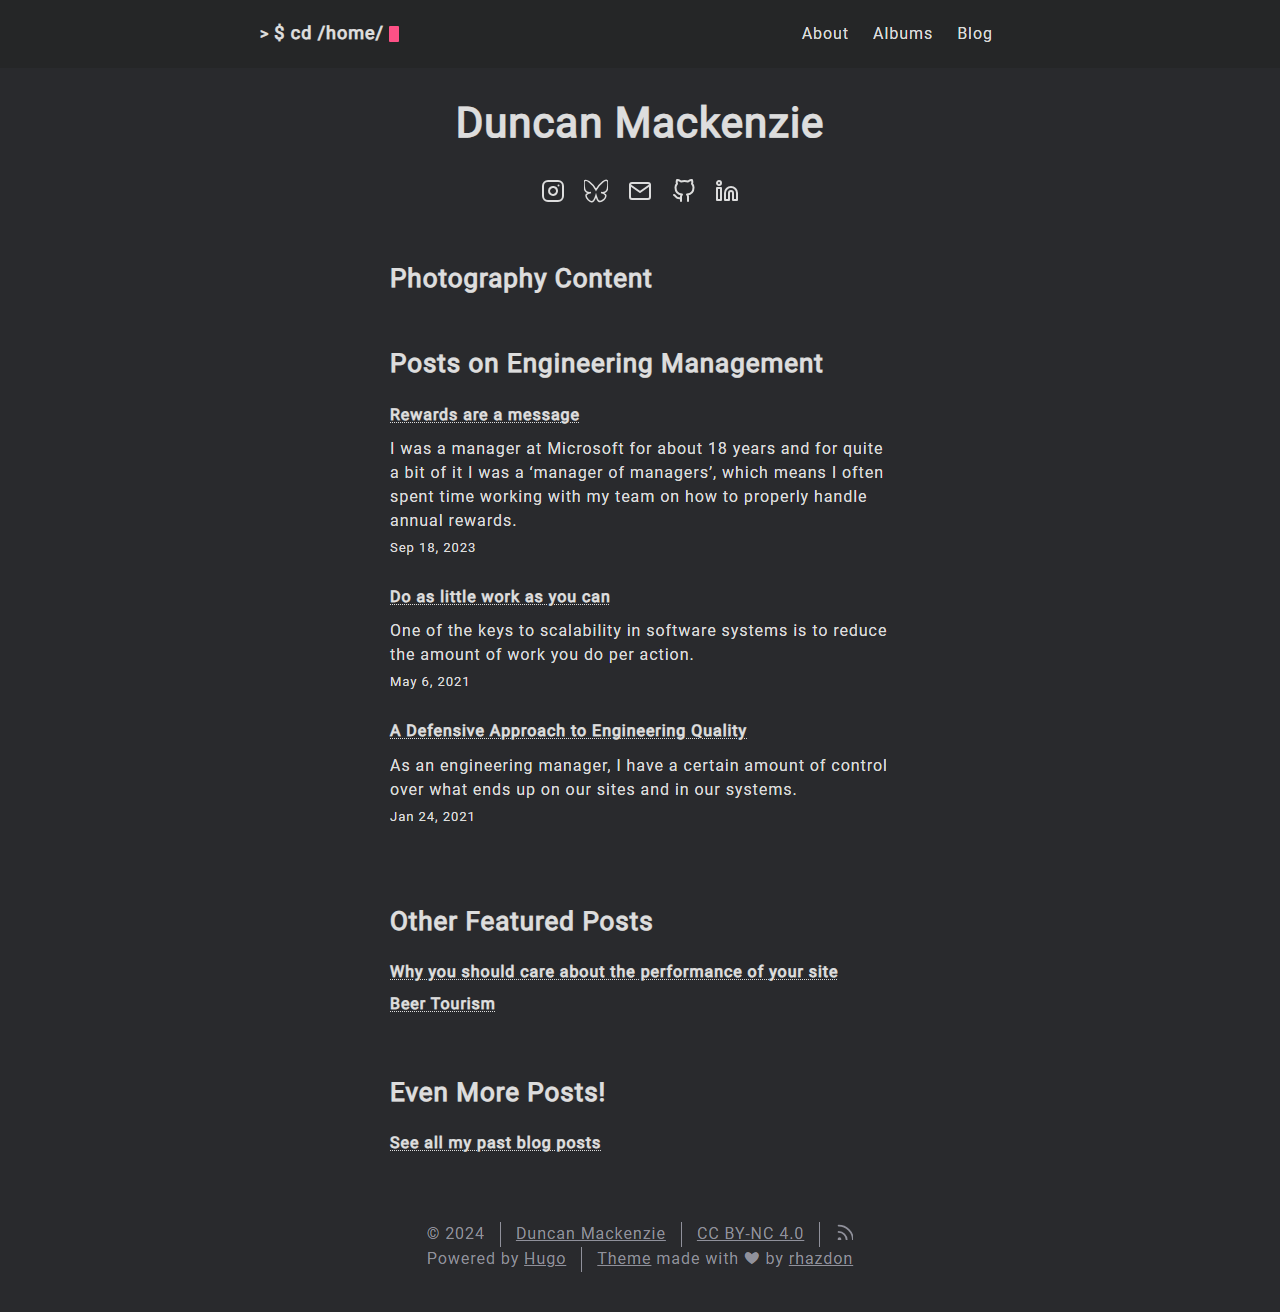 > $ cd /home/
About Albums Blog
Duncan Mackenzie
Photography Content
Posts on Engineering Management
Rewards are a message
I was a manager at Microsoft for about 18 years and for quite
a bit of it I was a ‘manager of managers’, which means I often
spent time working with my team on how to properly handle
annual rewards.
Sep 18, 2023
Do as little work as you can
One of the keys to scalability in software systems is to reduce
the amount of work you do per action.
May 6, 2021
A Defensive Approach to Engineering Quality
As an engineering manager, I have a certain amount of control
over what ends up on our sites and in our systems.
Jan 24, 2021
Other Featured Posts
Why you should care about the performance of your site
Beer Tourism
Even More Posts!
See all my past blog posts
© 2024 Duncan Mackenzie CC BY-NC 4.0
Powered by Hugo Theme made with ♥ by rhazdon